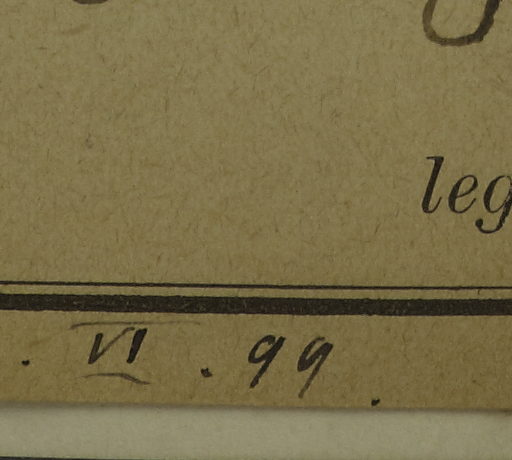 leg
. VI . 99 .